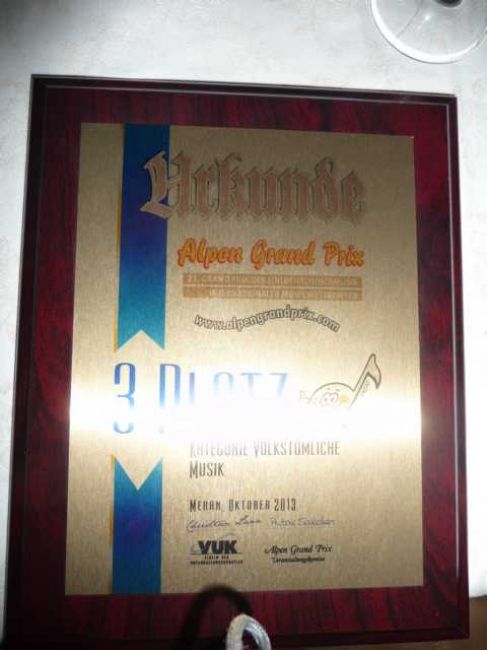 Urkunde
Alpen Grand Prix
www.alpengrandprix.com
3 PLATZ
KATEGORIE VOLKSTÜMLICHE
MUSIK
MERAN, OKTOBER 2013
VUK
Alpen Grand Prix